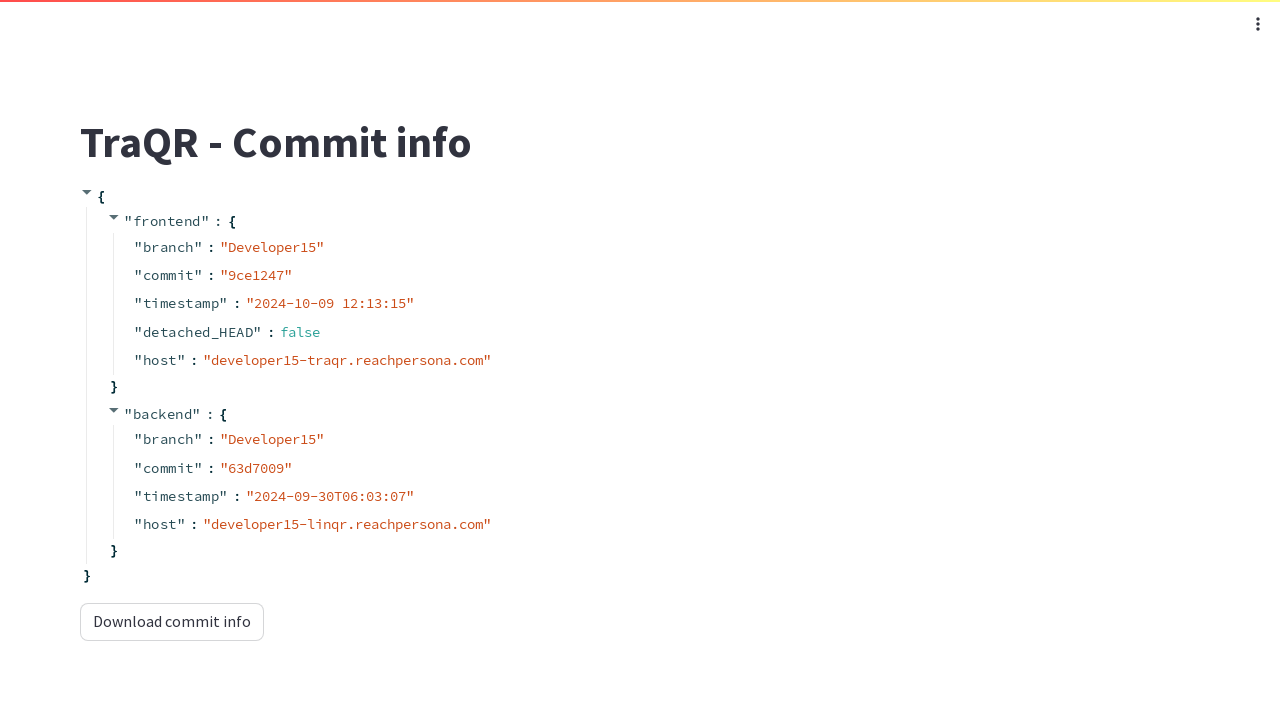 TraQR - Commit info
{
"frontend" : {
"branch" : "Developer15"
"commit" : "9ce1247"
"timestamp" : "2024-10-09 12:13:15"
"detached_HEAD" : false
"host" : "developer15-traqr.reachpersona.com"
}
"backend" : {
"branch" : "Developer15"
"commit" : "63d7009"
"timestamp" : "2024-09-30T06:03:07"
"host" : "developer15-linqr.reachpersona.com"
}
}
Download commit info